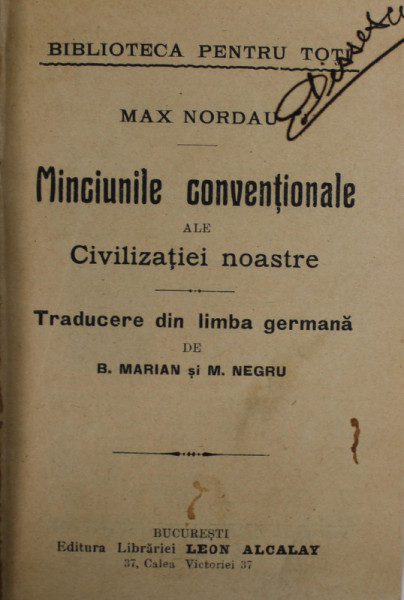 BIBLIOTECA PENTRU TOȚI
MAX NORDAU
Minciunile convenționale
ALE
Civilizației noastre
Traducere din limba germană
DE
B. MARIAN și M. NEGRU
BUCUREȘTI
Editura Librăriei LEON ALCALAY
37, Calea Victoriei 37